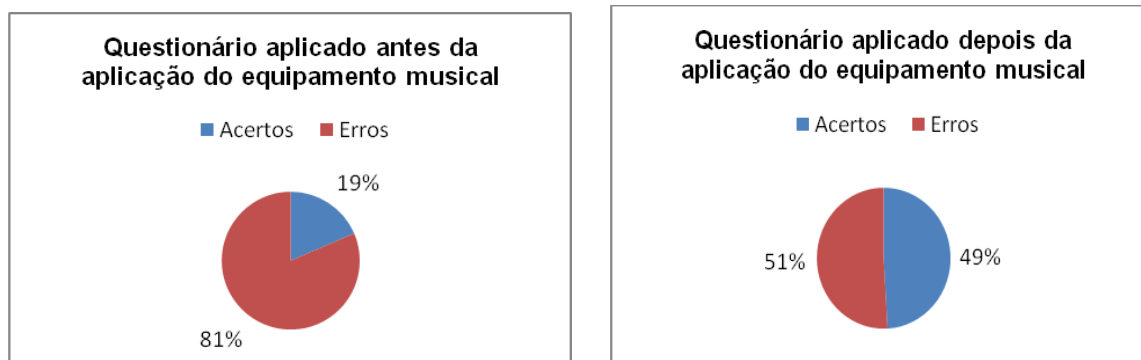 Questionário aplicado antes da
aplicação do equipamento musical
Acertos Erros
19%
81%
Questionário aplicado depois da
aplicação do equipamento musical
Acertos Erros
51%
49%